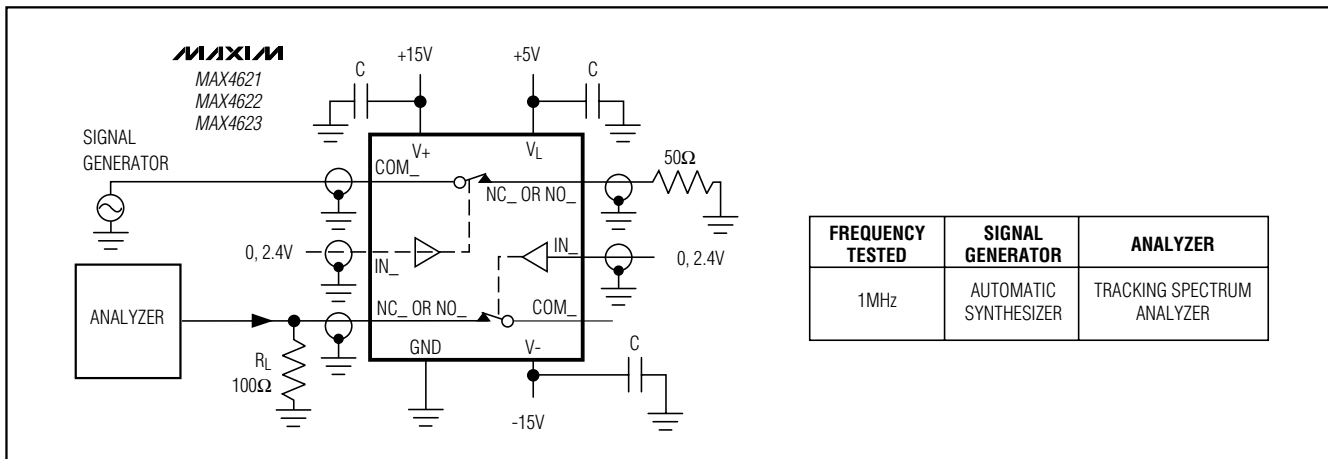 MAXIM
MAX4621
MAX4622
MAX4623
+15V
+5V
C
C
SIGNAL
GENERATOR
V+
VL
50Ω
COM_
NC_ OR NO_
0, 2.4V
IN_
IN_
0, 2.4V
ANALYZER
NC_ OR NO_
COM_
RL
100Ω
GND
V-
C
-15V
FREQUENCY TESTED
SIGNAL GENERATOR
ANALYZER
1MHz
AUTOMATIC SYNTHESIZER
TRACKING SPECTRUM ANALYZER